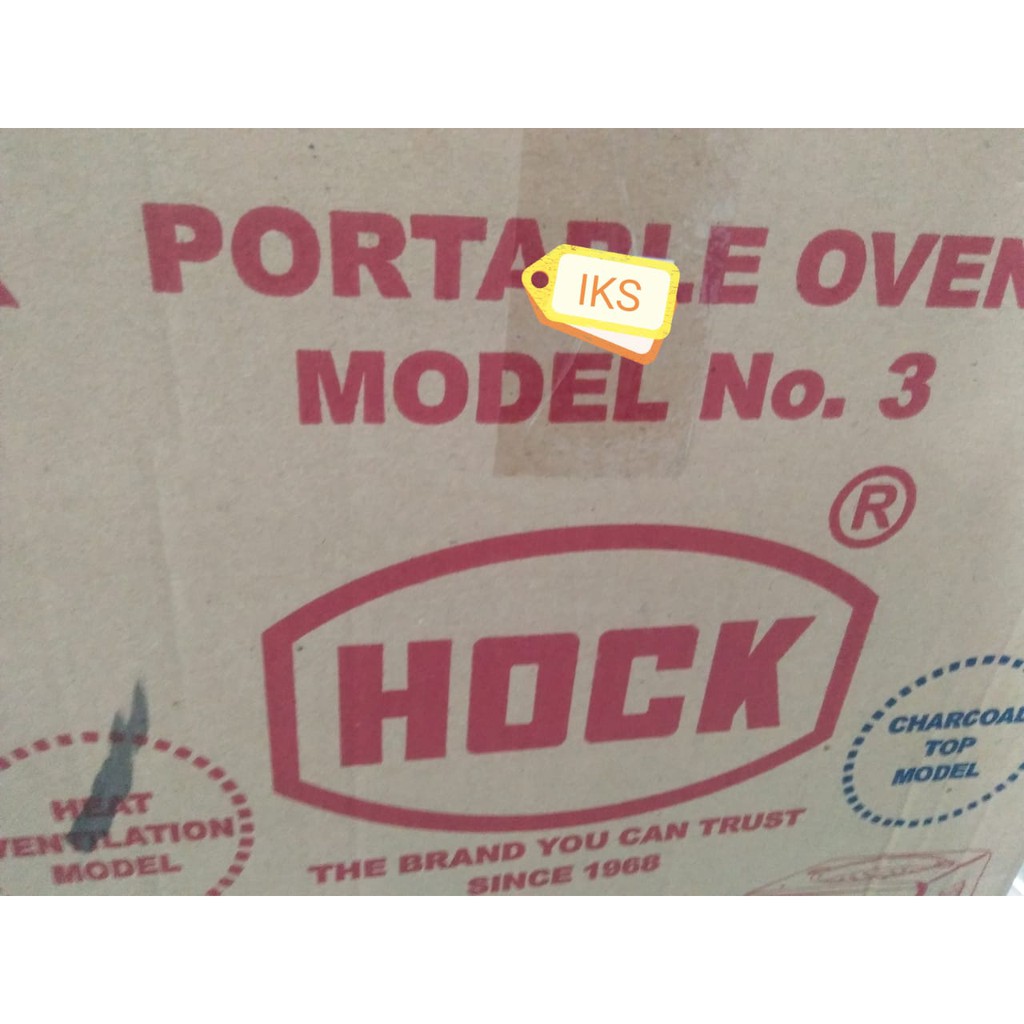 PORTABLE OVEN
IKS
MODEL No. 3
®
HOCK
CHARCOAL
TOP
MODEL
HEAT
VENTILATION
MODEL
THE BRAND YOU CAN TRUST
SINCE 1968